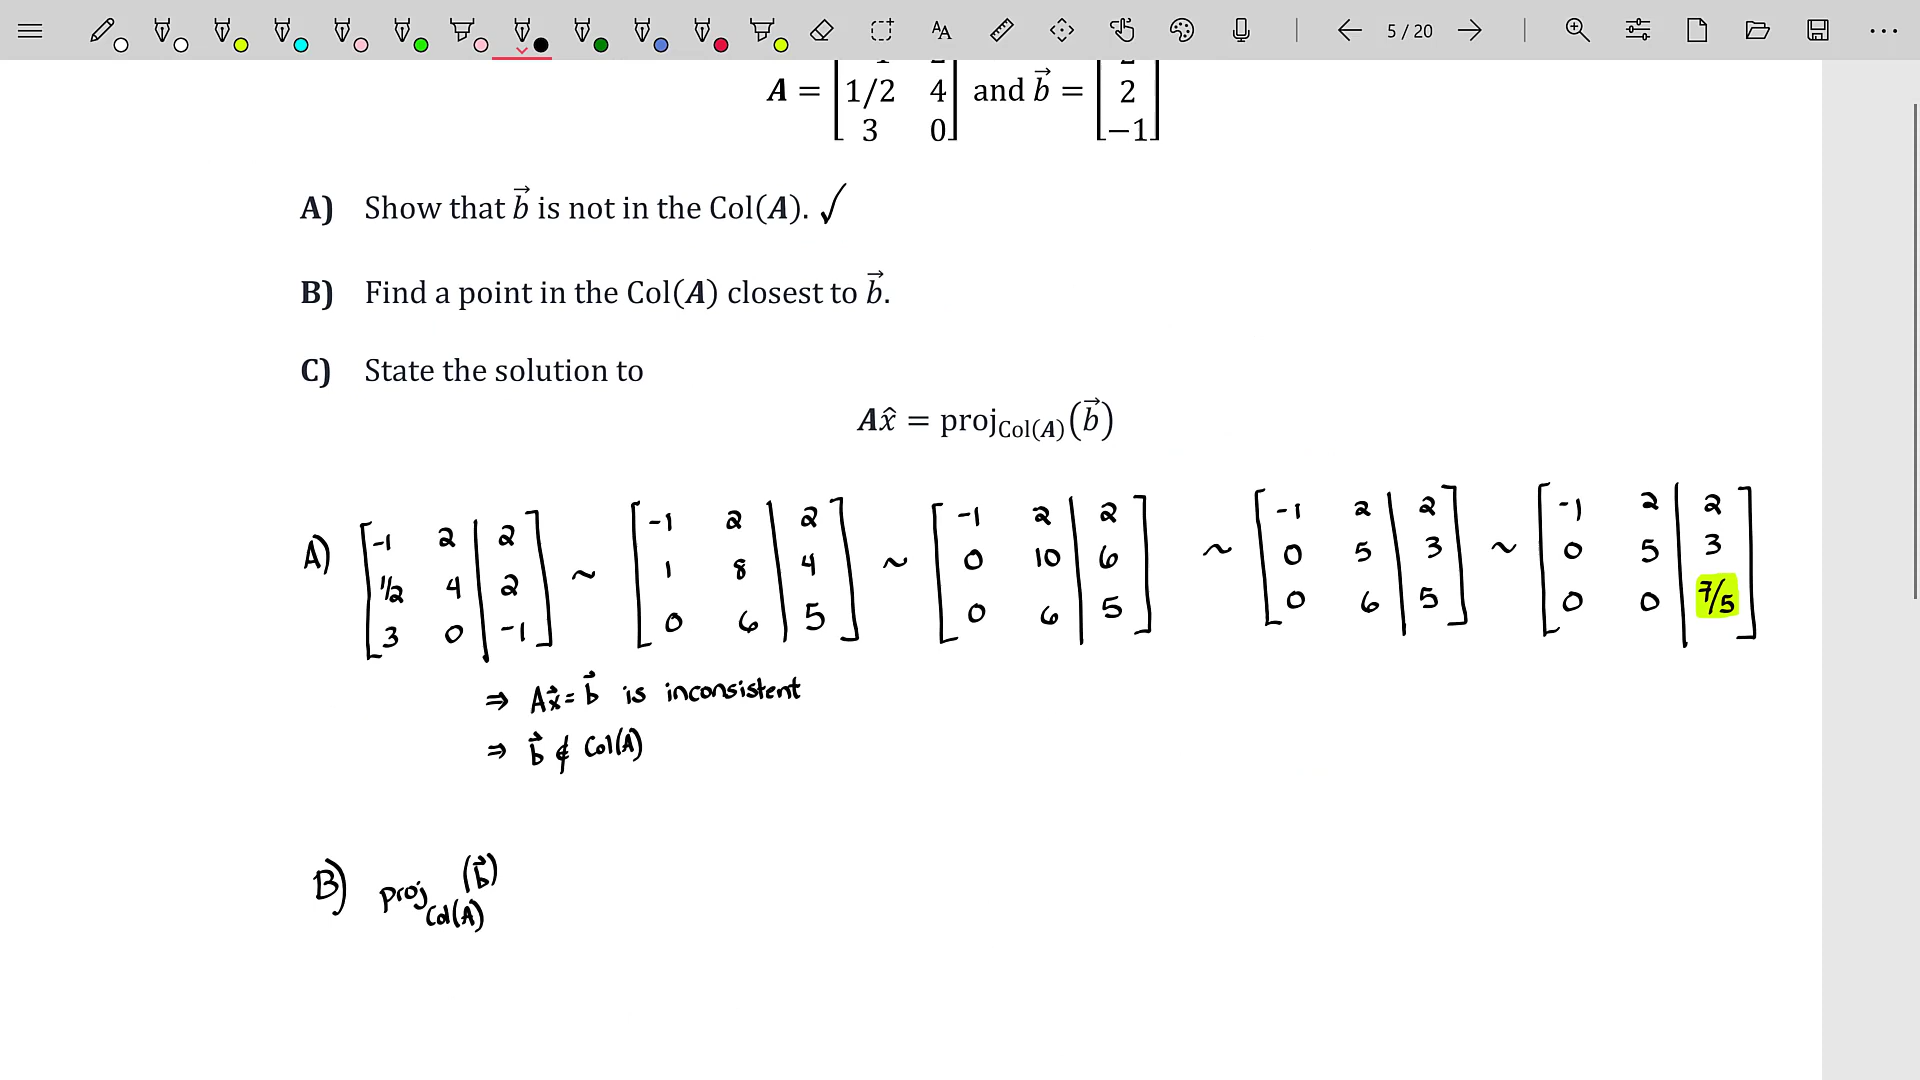 5 / 20
A = [1/2 4; 3 0] and b⃗ = [2; −1]
A) Show that b⃗ is not in the Col(A). ✓
B) Find a point in the Col(A) closest to b⃗.
C) State the solution to
Ax̂ = proj_Col(A)(b⃗)
A) [-1 2 | 2; 1/2 4 | 2; 3 0 | -1] ~ [-1 2 | 2; 1 8 | 4; 0 6 | 5] ~ [-1 2 | 2; 0 10 | 6; 0 6 | 5] ~ [-1 2 | 2; 0 5 | 3; 0 6 | 5] ~ [-1 2 | 2; 0 5 | 3; 0 0 | 7/5]
⇒ Ax⃗ = b⃗ is inconsistent
⇒ b⃗ ∉ Col(A)
B) proj_Col(A)(b⃗)